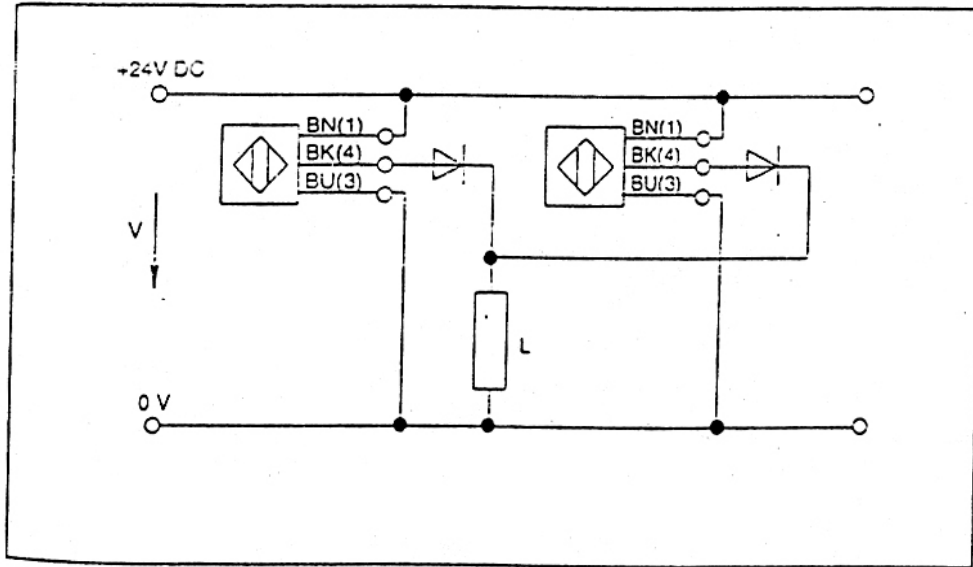 +24V DC
BN(1)
BK(4)
BU(3)
BN(1)
BK(4)
BU(3)
V
L
0 V